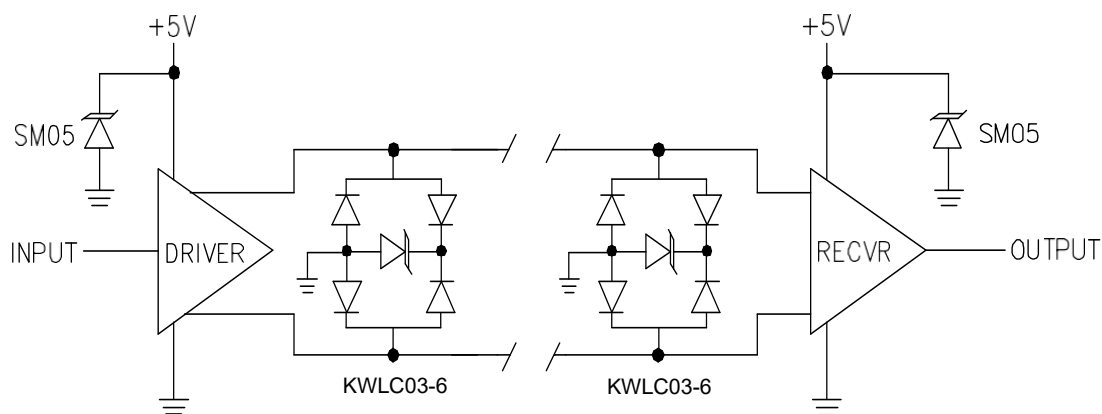 +5V
+5V
SM05
SM05
INPUT
DRIVER
RECVR
OUTPUT
KWLC03-6
KWLC03-6